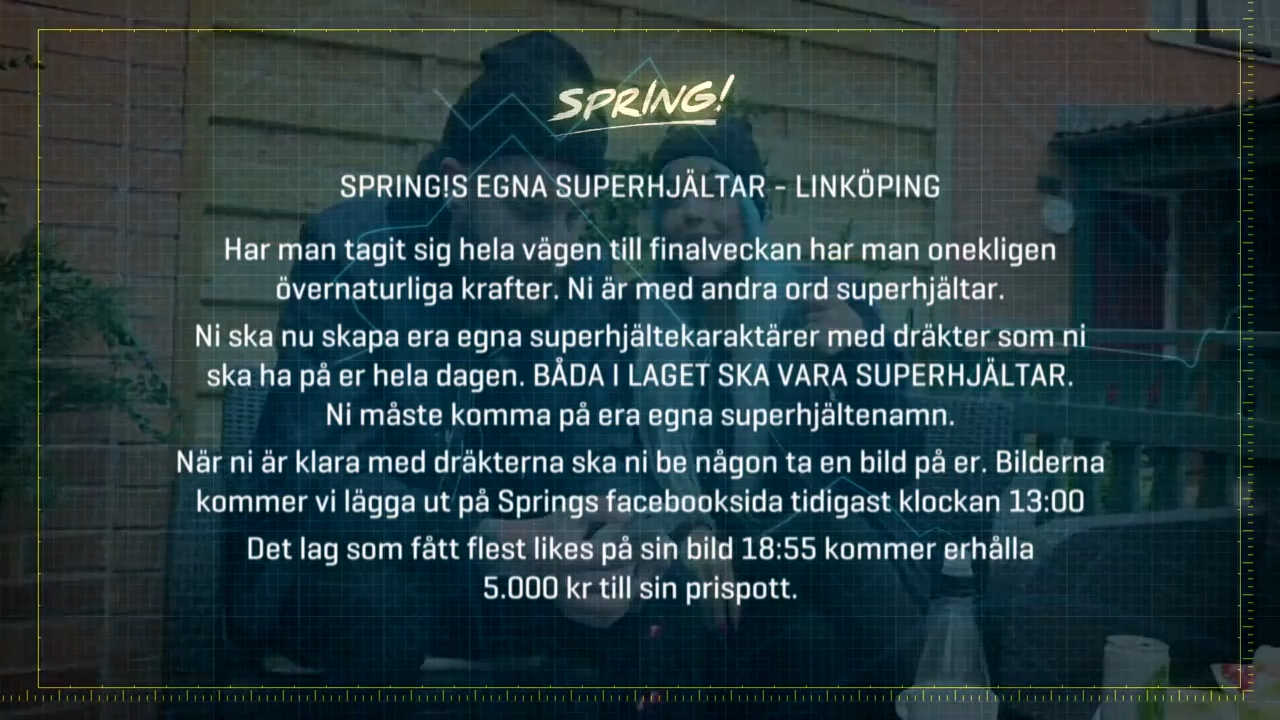 SPRING!
SPRING!S EGNA SUPERHJÄLTAR - LINKÖPING
Har man tagit sig hela vägen till finalveckan har man onekligen
övernaturliga krafter. Ni är med andra ord superhjältar.
Ni ska nu skapa era egna superhjältekaraktärer med dräkter som ni
ska ha på er hela dagen. BÅDA I LAGET SKA VARA SUPERHJÄLTAR.
Ni måste komma på era egna superhjältenamn.
När ni är klara med dräkterna ska ni be någon ta en bild på er. Bilderna
kommer vi lägga ut på Springs facebooksida tidigast klockan 13:00
Det lag som fått flest likes på sin bild 18:55 kommer erhålla
5.000 kr till sin prispott.